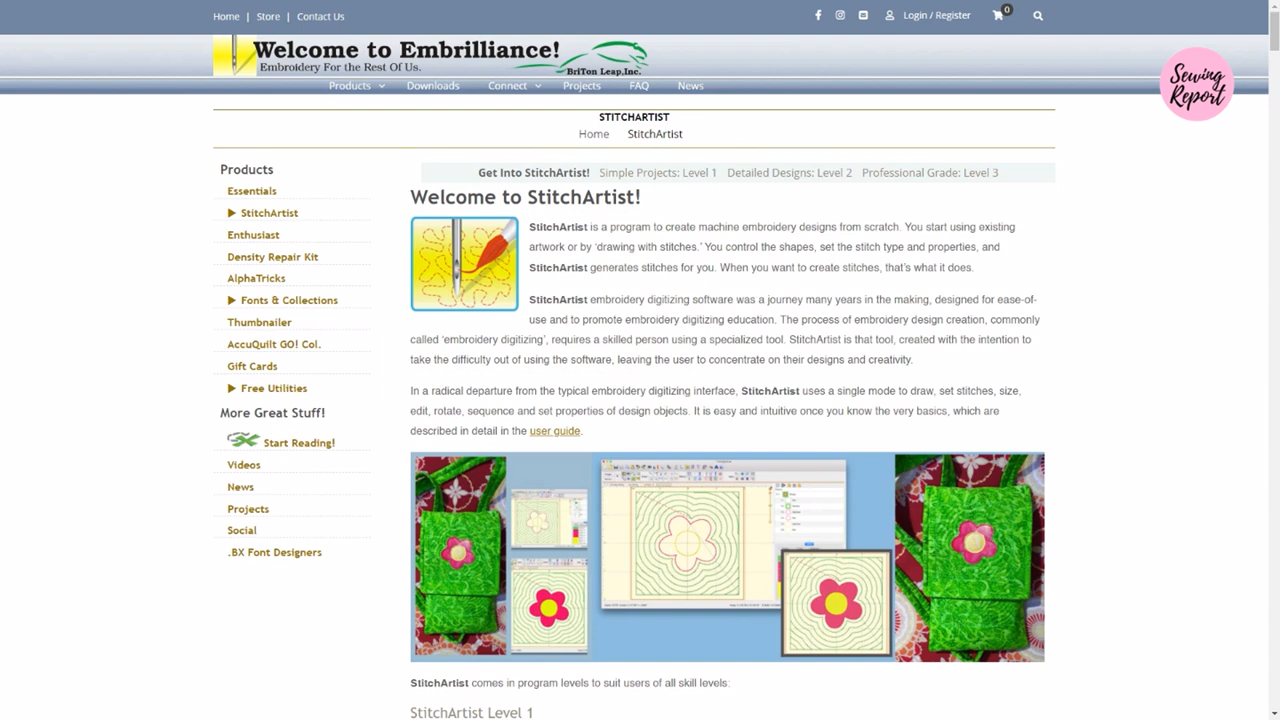 Home | Store | Contact Us
Login / Register
0
Welcome to Embrilliance!
Embroidery For the Rest Of Us.
BriTon Leap, Inc.
Products
Downloads
Connect
Projects
FAQ
News
Sewing
Report
STITCHARTIST
Home StitchArtist
Products
Essentials
StitchArtist
Enthusiast
Density Repair Kit
AlphaTricks
Fonts & Collections
Thumbnailer
AccuQuilt GO! Col.
Gift Cards
Free Utilities
More Great Stuff!
Start Reading!
Videos
News
Projects
Social
.BX Font Designers
Get Into StitchArtist! Simple Projects: Level 1 Detailed Designs: Level 2 Professional Grade: Level 3
Welcome to StitchArtist!
StitchArtist is a program to create machine embroidery designs from scratch. You start using existing
artwork or by ‘drawing with stitches.’ You control the shapes, set the stitch type and properties, and
StitchArtist generates stitches for you. When you want to create stitches, that’s what it does.
StitchArtist embroidery digitizing software was a journey many years in the making, designed for ease-of-
use and to promote embroidery digitizing education. The process of embroidery design creation, commonly
called ‘embroidery digitizing’, requires a skilled person using a specialized tool. StitchArtist is that tool, created with the intention to
take the difficulty out of using the software, leaving the user to concentrate on their designs and creativity.
In a radical departure from the typical embroidery digitizing interface, StitchArtist uses a single mode to draw, set stitches, size,
edit, rotate, sequence and set properties of design objects. It is easy and intuitive once you know the very basics, which are
described in detail in the user guide.
StitchArtist comes in program levels to suit users of all skill levels:
StitchArtist Level 1